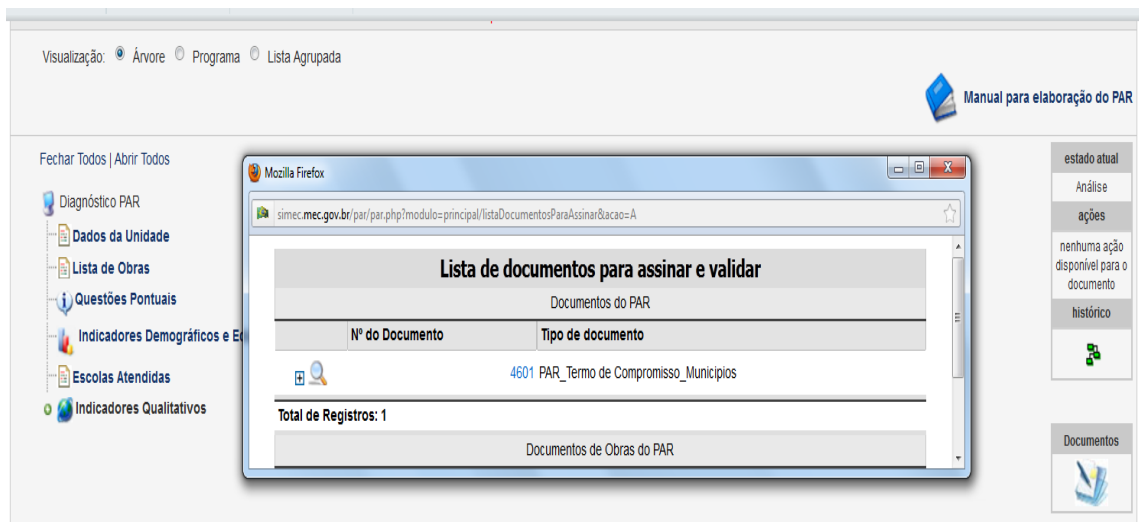 Visualização: Árvore Programa Lista Agrupada
Manual para elaboração do PAR
Fechar Todos | Abrir Todos
Diagnóstico PAR
Dados da Unidade
Lista de Obras
Questões Pontuais
Indicadores Demográficos e
Escolas Atendidas
Indicadores Qualitativos
Mozilla Firefox
simec.mec.gov.br/par/par.php?modulo=principal/listaDocumentosParaAssinar&acao=A
Lista de documentos para assinar e validar
Documentos do PAR
Nº do Documento Tipo de documento
4601 PAR_Termo de Compromisso_Municipios
Total de Registros: 1
Documentos de Obras do PAR
estado atual
Análise
ações
nenhuma ação
disponível para o
documento
histórico
Documentos